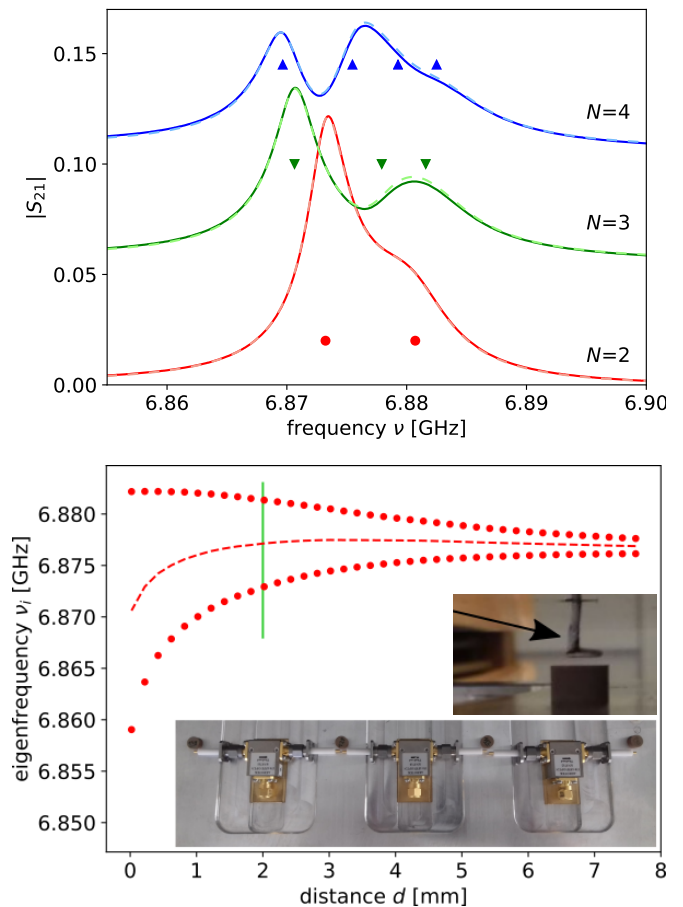 0.15
N=4
0.10
|S21|
N=3
0.05
N=2
0.00
6.86 6.87 6.88 6.89 6.90
frequency ν [GHz]
6.880
6.875
6.870
6.865
6.860
6.855
6.850
eigenfrequency νi [GHz]
0 1 2 3 4 5 6 7 8
distance d [mm]